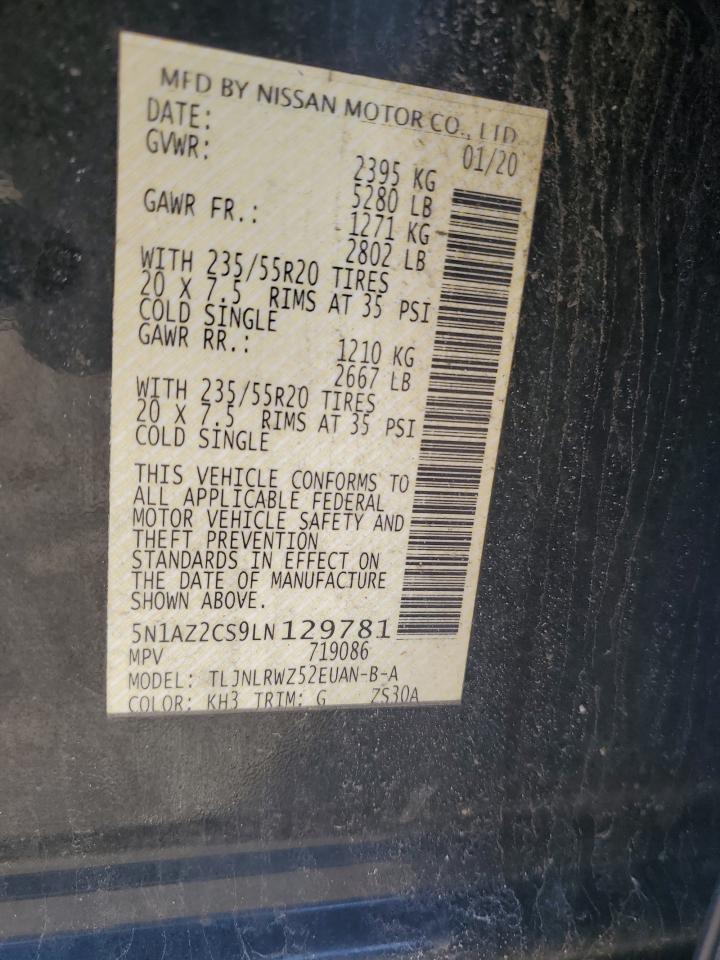 MFD BY NISSAN MOTOR CO., LTD.
DATE: 01/20
GVWR: 2395 KG
5280 LB
GAWR FR.: 1271 KG
2802 LB
WITH 235/55R20 TIRES
20 X 7.5 RIMS AT 35 PSI
COLD SINGLE
GAWR RR.: 1210 KG
2667 LB
WITH 235/55R20 TIRES
20 X 7.5 RIMS AT 35 PSI
COLD SINGLE
THIS VEHICLE CONFORMS TO
ALL APPLICABLE FEDERAL
MOTOR VEHICLE SAFETY AND
THEFT PREVENTION
STANDARDS IN EFFECT ON
THE DATE OF MANUFACTURE
SHOWN ABOVE.
5N1AZ2CS9LN129781
MPV 719086
MODEL: TLJNLRWZ52EUAN-B-A
COLOR: KH3 TRIM: G ZS30A